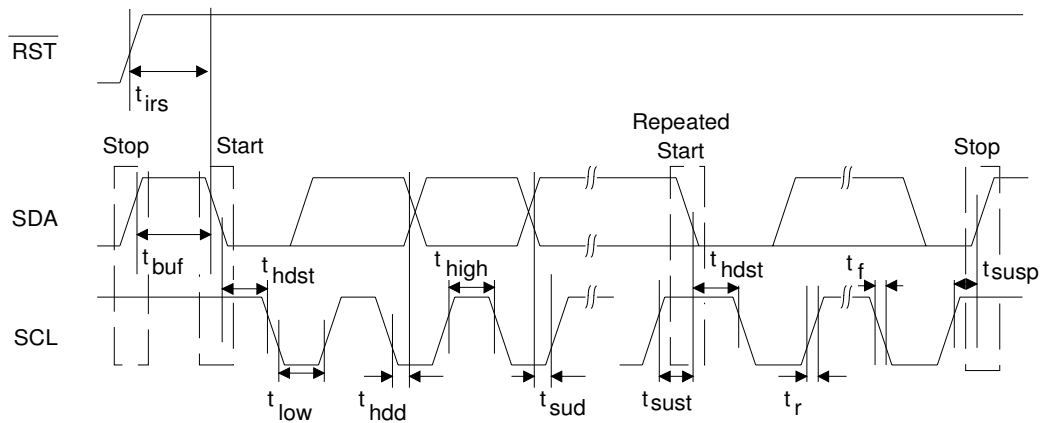 RST
t irs
Stop
Start
Repeated
Start
Stop
SDA
t buf
t hdst
t high
t hdst
t f
t susp
SCL
t low
t hdd
t sud
t sust
t r